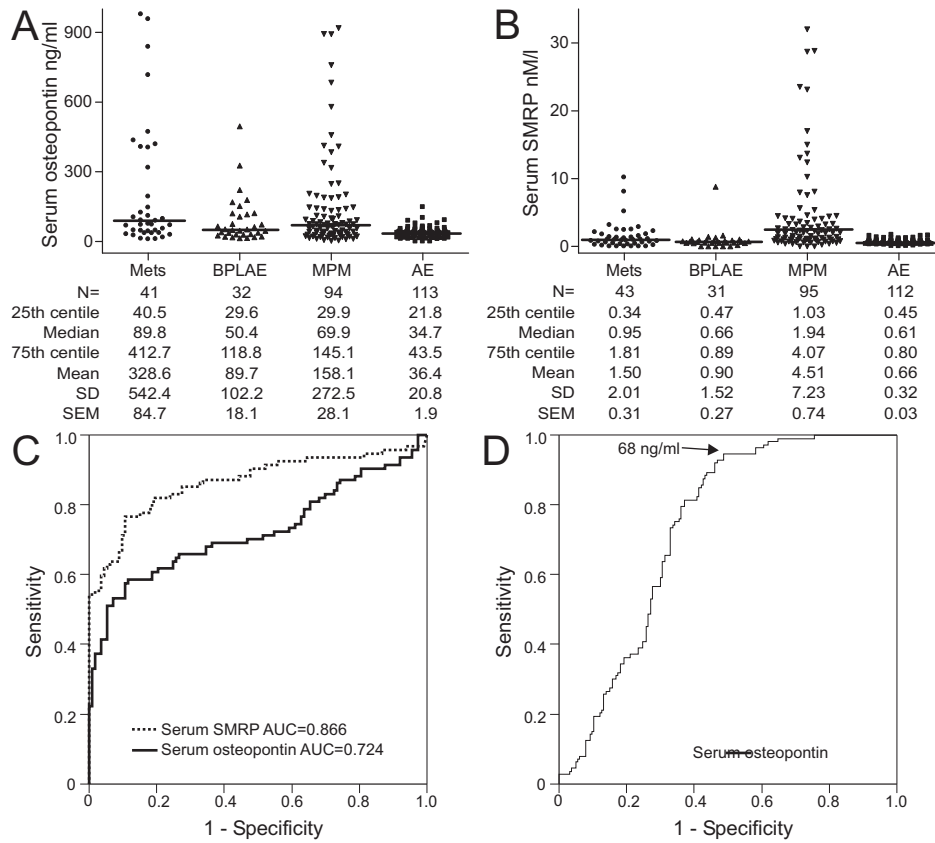 A
Serum osteopontin ng/ml
900
600
300
0
Mets BPLAE MPM AE
N= 41 32 94 113
25th centile 40.5 29.6 29.9 21.8
Median 89.8 50.4 69.9 34.7
75th centile 412.7 118.8 145.1 43.5
Mean 328.6 89.7 158.1 36.4
SD 542.4 102.2 272.5 20.8
SEM 84.7 18.1 28.1 1.9
B
Serum SMRP nM/l
30
20
10
0
Mets BPLAE MPM AE
N= 43 31 95 112
25th centile 0.34 0.47 1.03 0.45
Median 0.95 0.66 1.94 0.61
75th centile 1.81 0.89 4.07 0.80
Mean 1.50 0.90 4.51 0.66
SD 2.01 1.52 7.23 0.32
SEM 0.31 0.27 0.74 0.03
C
Sensitivity
1.0
0.8
0.6
0.4
0.2
0
Serum SMRP AUC=0.866
Serum osteopontin AUC=0.724
0 0.2 0.4 0.6 0.8 1.0
1 - Specificity
D
Sensitivity
1.0
0.8
0.6
0.4
0.2
0
68 ng/ml
Serum osteopontin
0 0.2 0.4 0.6 0.8 1.0
1 - Specificity